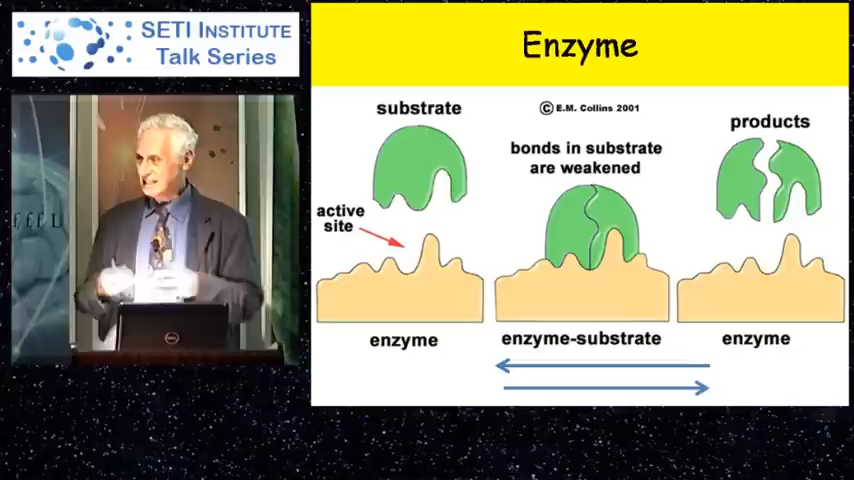 SETI INSTITUTE
Talk Series
Enzyme
substrate
© E.M. Collins 2001
products
bonds in substrate
are weakened
active
site
enzyme
enzyme-substrate
enzyme
DELL